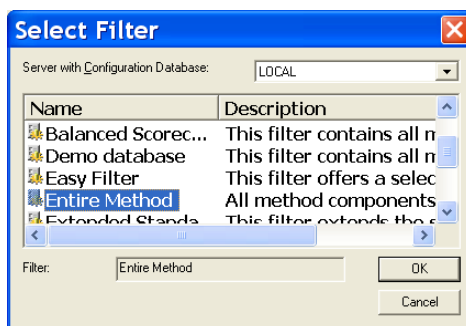 Select Filter
Server with Configuration Database: LOCAL
Name Description
Balanced Scorec... This filter contains all m
Demo database This filter contains all m
Easy Filter This filter offers a selec
Entire Method All method components
Extended Standa This filter extends the s
Filter: Entire Method OK
Cancel